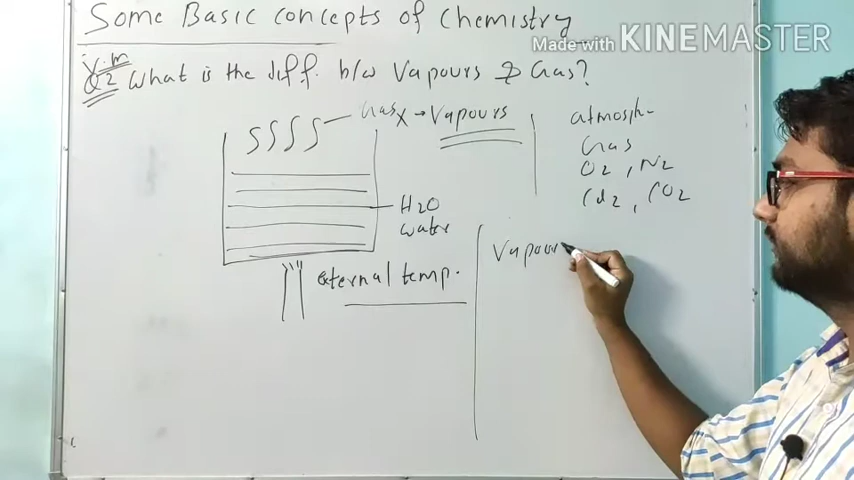 Some Basic concepts of Chemistry
Made with KINEMASTER
V.m
Q2 What is the diff. b/w Vapours & Gas?
Gas x → Vapours
atmosph
Gas
O2, N2
Cl2, CO2
H2O
water
Vapour
external temp.